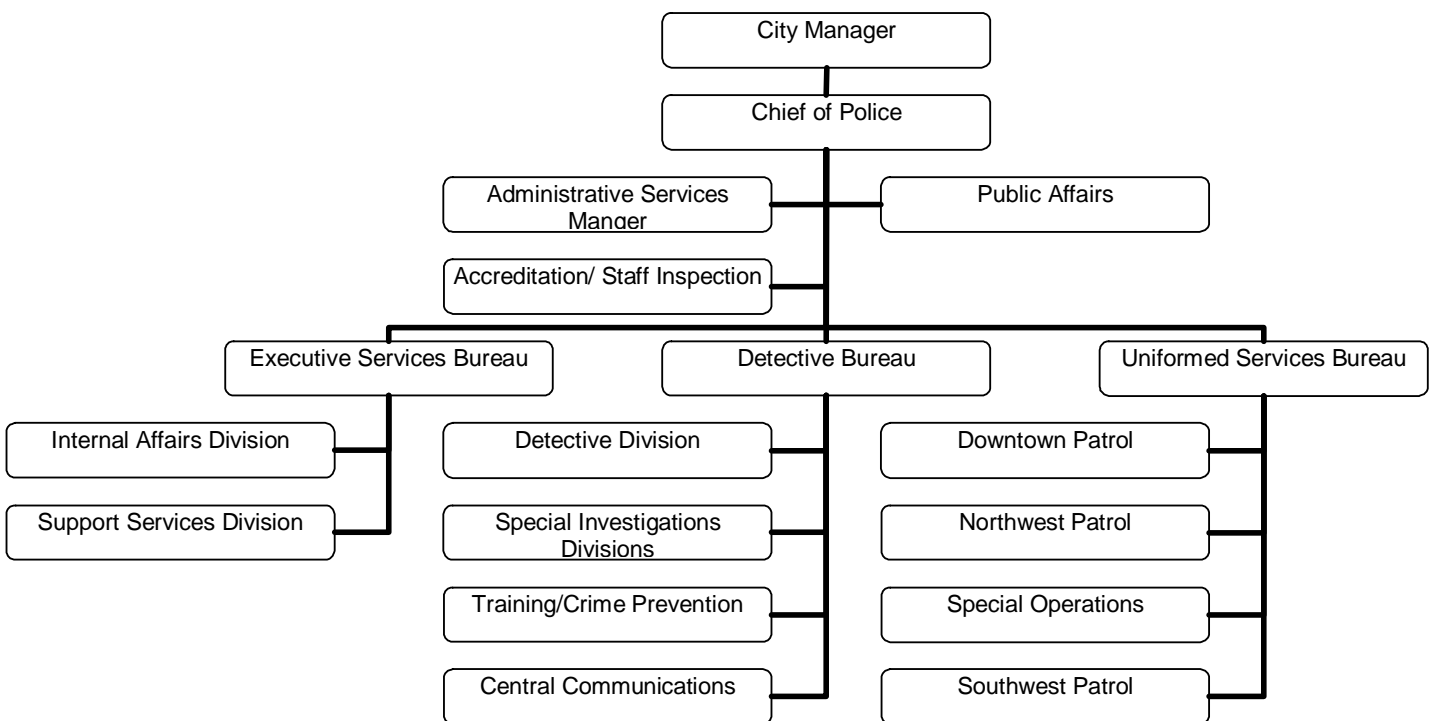 City Manager
Chief of Police
Administrative Services
Manger
Public Affairs
Accreditation/ Staff Inspection
Executive Services Bureau
Detective Bureau
Uniformed Services Bureau
Internal Affairs Division
Detective Division
Downtown Patrol
Support Services Division
Special Investigations
Divisions
Northwest Patrol
Training/Crime Prevention
Special Operations
Central Communications
Southwest Patrol